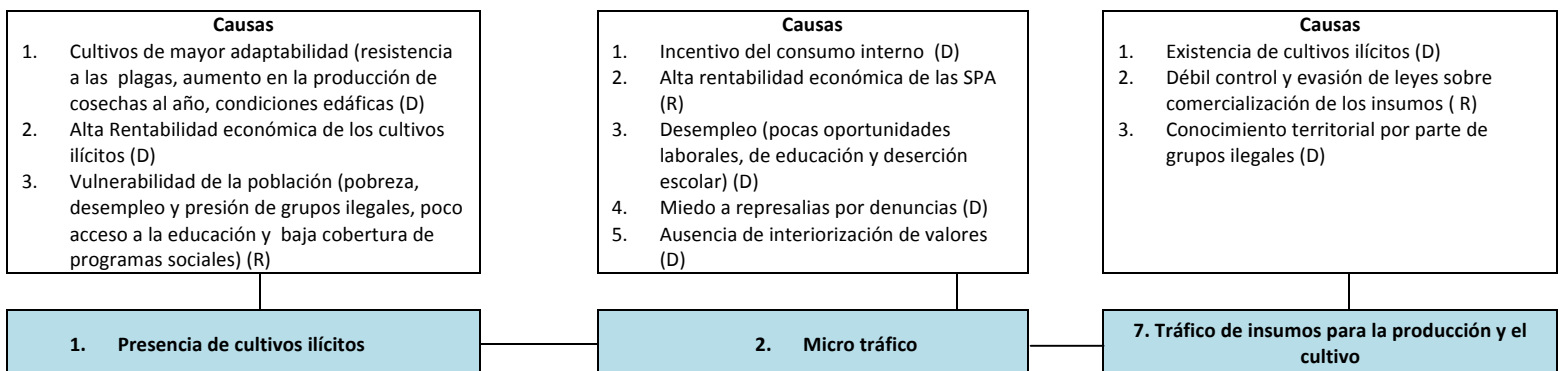 Causas
1. Cultivos de mayor adaptabilidad (resistencia
a las plagas, aumento en la producción de
cosechas al año, condiciones edáficas (D)
2. Alta Rentabilidad económica de los cultivos
ilícitos (D)
3. Vulnerabilidad de la población (pobreza,
desempleo y presión de grupos ilegales, poco
acceso a la educación y baja cobertura de
programas sociales) (R)
Causas
1. Incentivo del consumo interno (D)
2. Alta rentabilidad económica de las SPA
(R)
3. Desempleo (pocas oportunidades
laborales, de educación y deserción
escolar) (D)
4. Miedo a represalias por denuncias (D)
5. Ausencia de interiorización de valores
(D)
Causas
1. Existencia de cultivos ilícitos (D)
2. Débil control y evasión de leyes sobre
comercialización de los insumos ( R)
3. Conocimiento territorial por parte de
grupos ilegales (D)
1. Presencia de cultivos ilícitos
2. Micro tráfico
7. Tráfico de insumos para la producción y el
cultivo